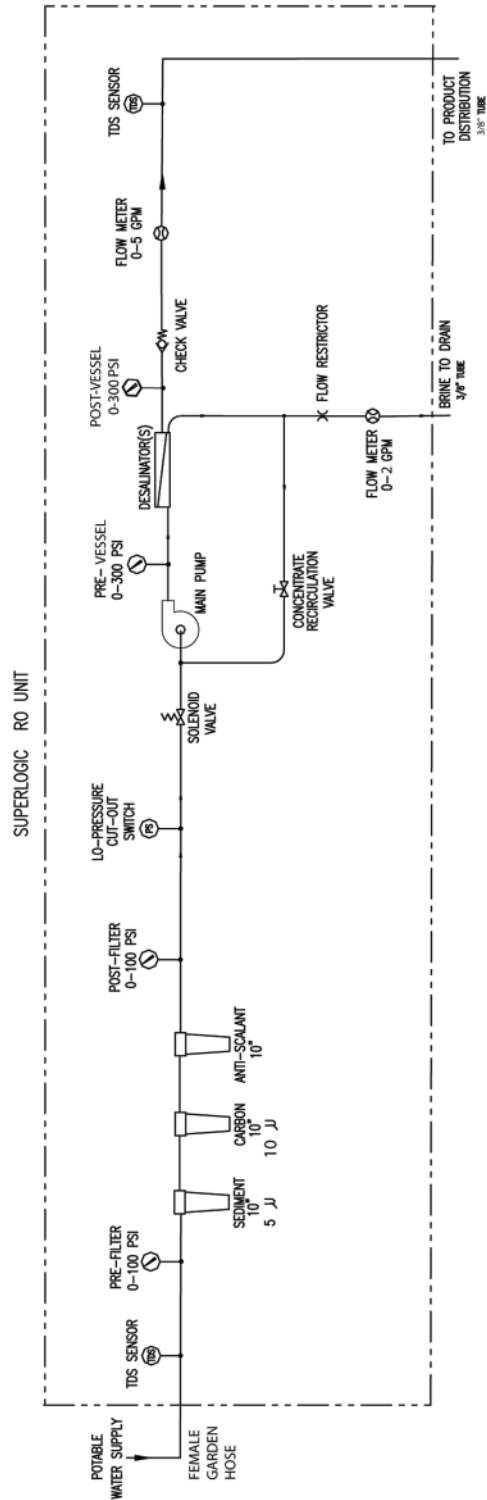 SUPERLOGIC RO UNIT
POTABLE
WATER SUPPLY
FEMALE
GARDEN
HOSE
TDS SENSOR
TDS
PRE-FILTER
0-100 PSI
SEDIMENT
10"
5 μ
CARBON
10"
10 μ
ANTI-SCALANT
10"
POST-FILTER
0-100 PSI
LO-PRESSURE
CUT-OUT
SWITCH
PS
SOLENOID
VALVE
MAIN PUMP
PRE- VESSEL
0-300 PSI
DESALINATOR(S)
POST-VESSEL
0-300 PSI
CHECK VALVE
FLOW METER
0-5 GPM
TDS SENSOR
TDS
CONCENTRATE
RECIRCULATION
VALVE
FLOW RESTRICTOR
FLOW METER
0-2 GPM
BRINE TO DRAIN
3/8" TUBE
TO PRODUCT
DISTRIBUTION
3/8" TUBE